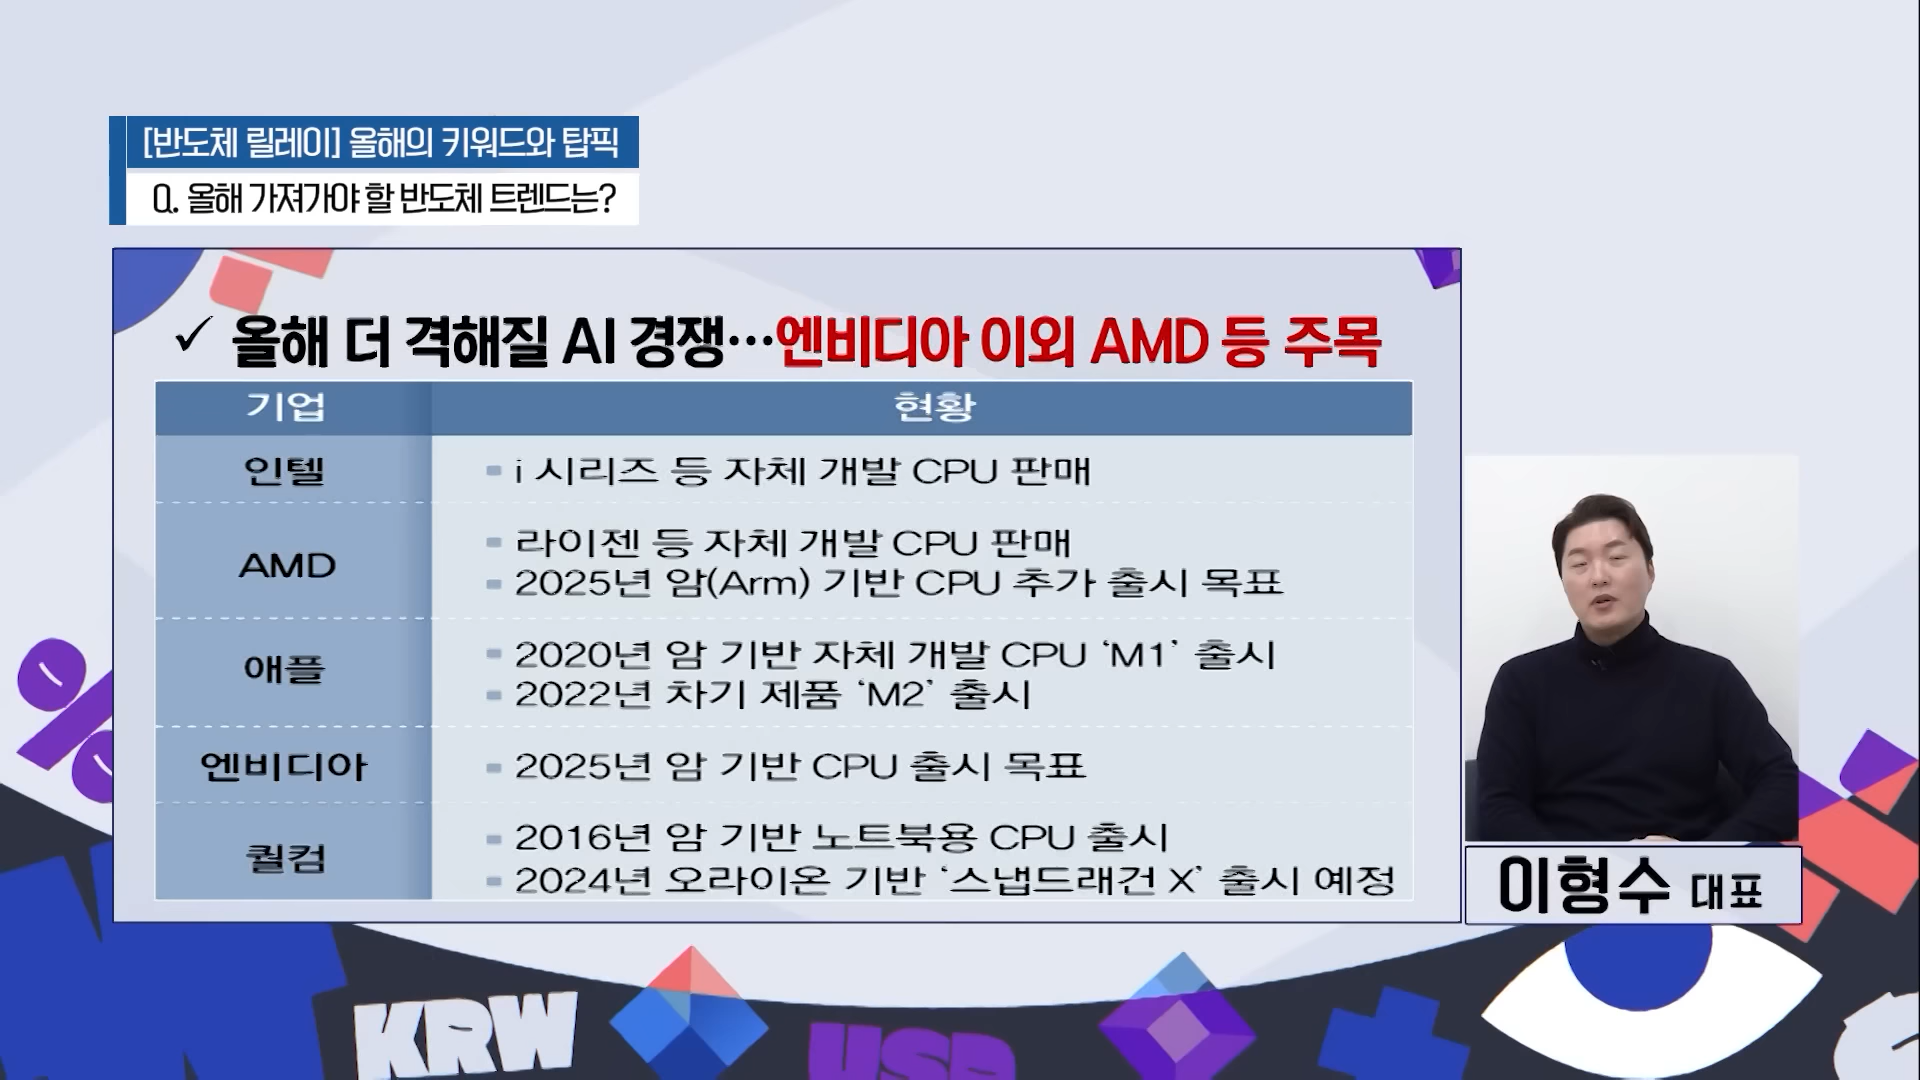 [반도체 릴레이] 올해의 키워드와 탑픽
Q. 올해 가져가야 할 반도체 트렌드는?
✓ 올해 더 격해질 AI 경쟁…엔비디아 이외 AMD 등 주목
기업 현황
인텔 i 시리즈 등 자체 개발 CPU 판매
AMD 라이젠 등 자체 개발 CPU 판매
2025년 암(Arm) 기반 CPU 추가 출시 목표
애플 2020년 암 기반 자체 개발 CPU ‘M1’ 출시
2022년 차기 제품 ‘M2’ 출시
엔비디아 2025년 암 기반 CPU 출시 목표
퀄컴 2016년 암 기반 노트북용 CPU 출시
2024년 오라이온 기반 ‘스냅드래건 X’ 출시 예정
이형수 대표
KRW
USD